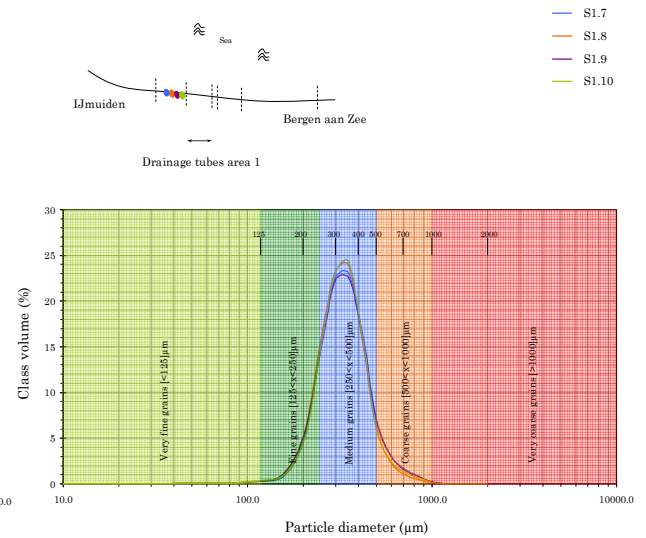 S1.7
S1.8
S1.9
S1.10
Sea
IJmuiden
Bergen aan Zee
Drainage tubes area 1
30
25
20
15
10
5
0
Class volume (%)
125 200 300 400 500 700 1000 2000
Very fine grains [<125]μm
Fine grains [125<x<250]μm
Medium grains [250<x<500]μm
Coarse grains [500<x<1000]μm
Very coarse grains [>1000]μm
0.0
10.0 100.0 1000.0 10000.0
Particle diameter (μm)